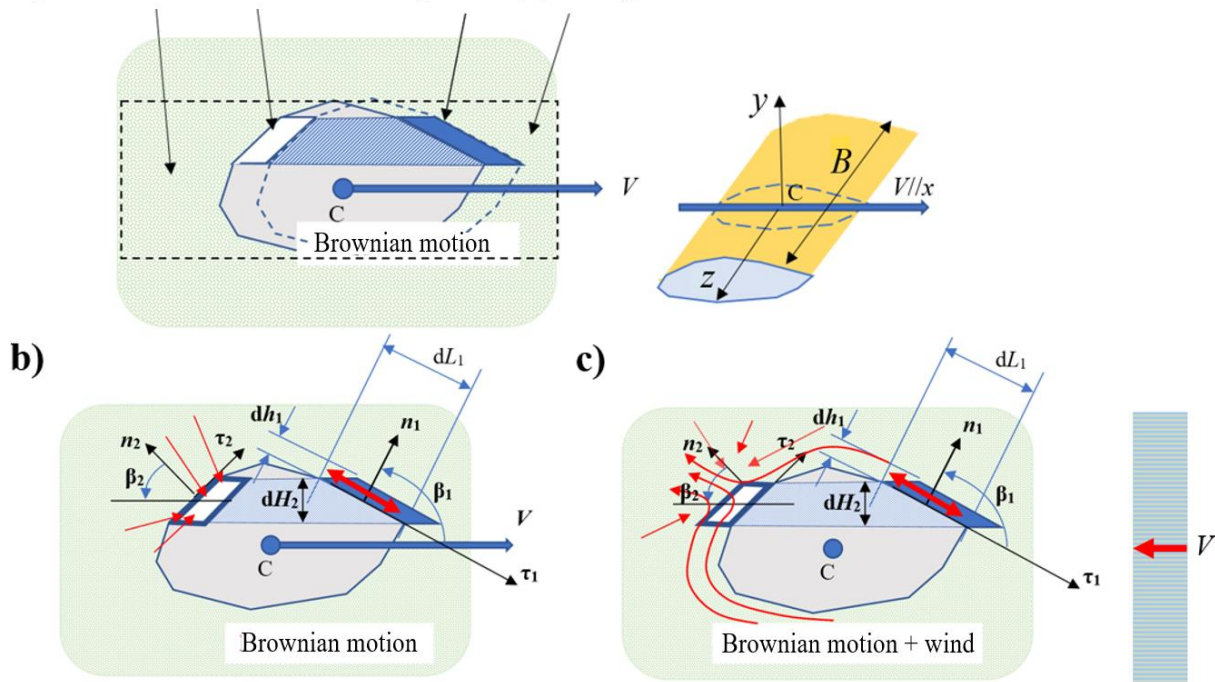 y
B
V
V//x
C
C
Brownian motion
z
b)
c)
dL₁
dL₁
dh₁
n₁
dh₁
n₁
n₂
τ₂
n₂
τ₂
β₂
β₁
β₂
β₁
dH₂
dH₂
V
V
C
C
τ₁
τ₁
Brownian motion
Brownian motion + wind